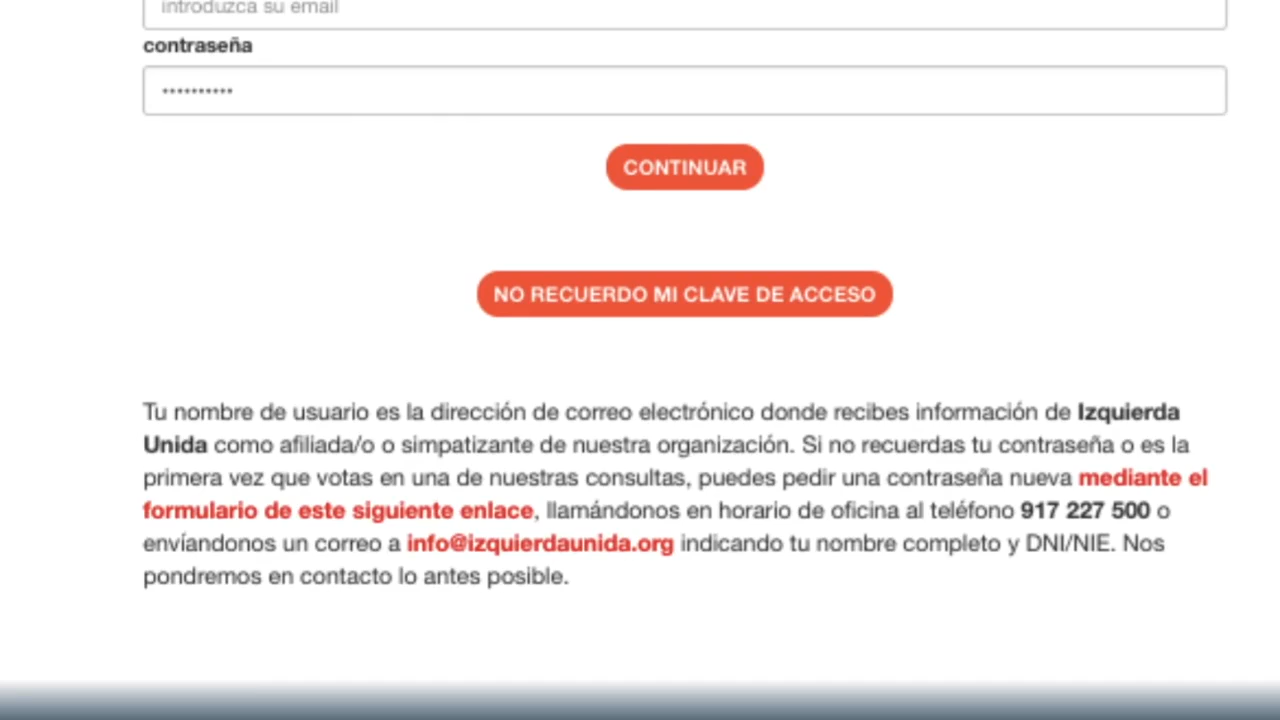 introduzca su email
contraseña
**********
CONTINUAR
NO RECUERDO MI CLAVE DE ACCESO
Tu nombre de usuario es la dirección de correo electrónico donde recibes información de Izquierda
Unida como afiliada/o o simpatizante de nuestra organización. Si no recuerdas tu contraseña o es la
primera vez que votas en una de nuestras consultas, puedes pedir una contraseña nueva mediante el
formulario de este siguiente enlace, llamándonos en horario de oficina al teléfono 917 227 500 o
envíandonos un correo a info@izquierdaunida.org indicando tu nombre completo y DNI/NIE. Nos
pondremos en contacto lo antes posible.